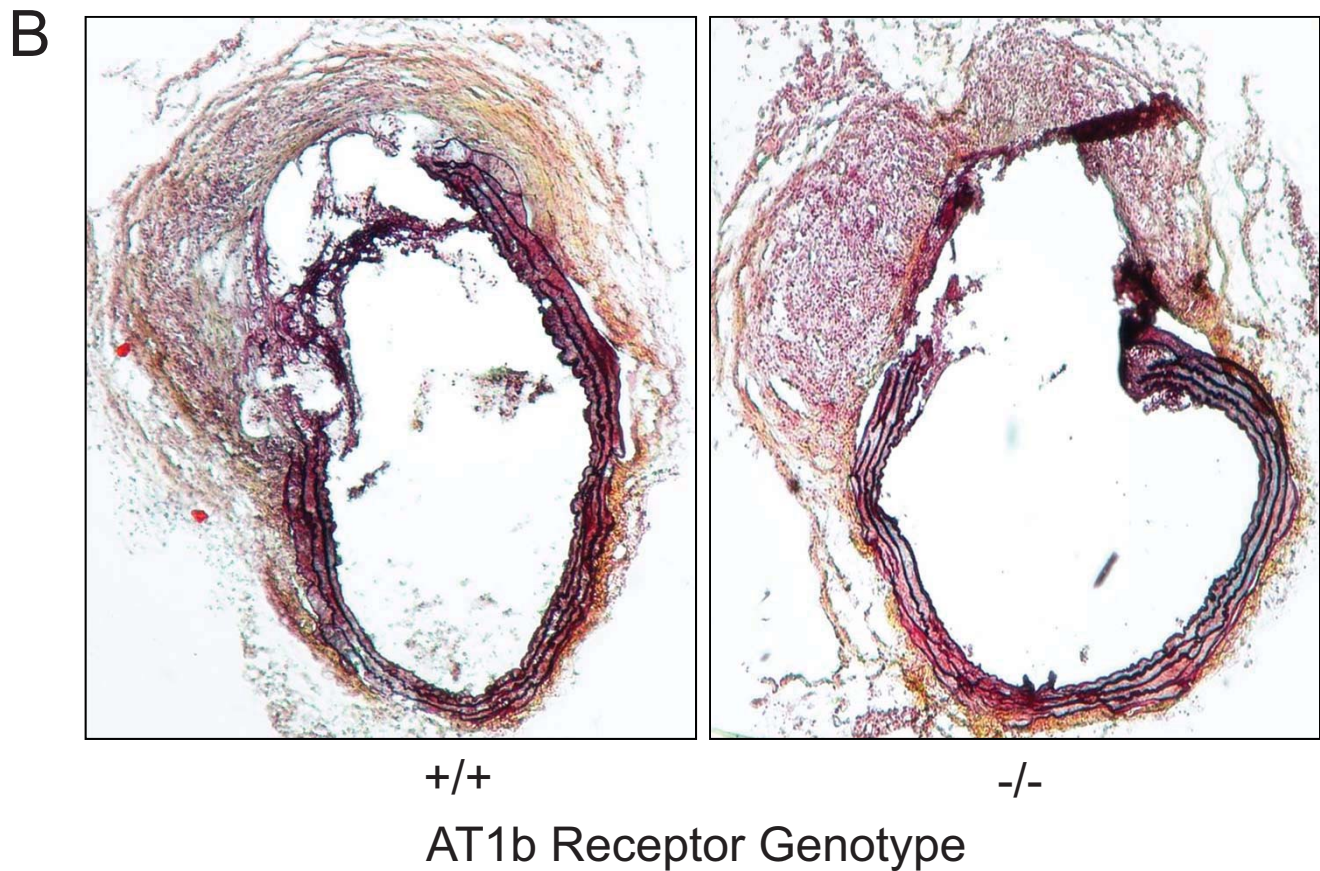 B
+/+ -/-
AT1b Receptor Genotype